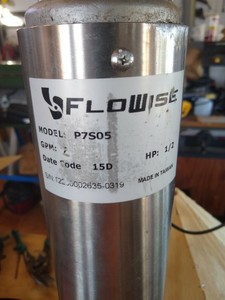 FLOWISE
MODEL: P7S05
GPM: 7
Date Code 15D HP: 1/2
MADE IN TAIWAN